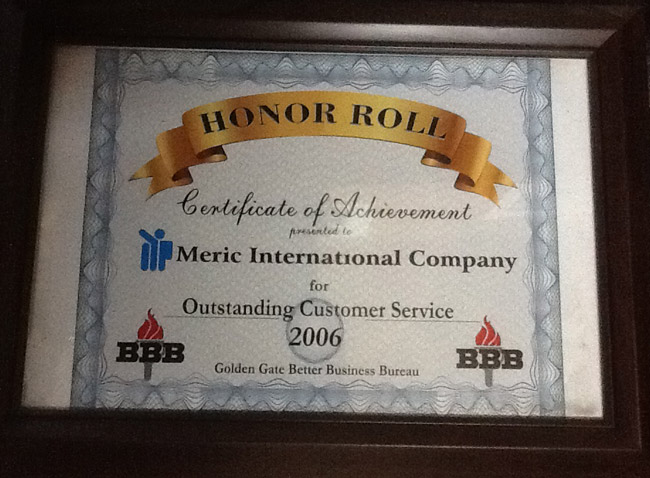 HONOR ROLL
Certificate of Achievement
presented to
Meric International Company
for
Outstanding Customer Service
2006
BBB
BBB
Golden Gate Better Business Bureau